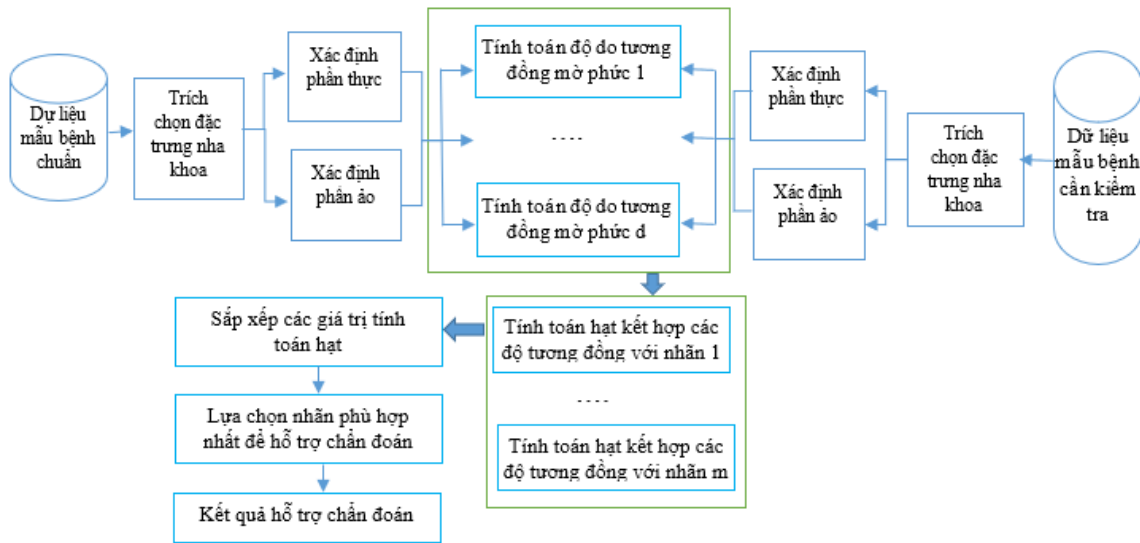 Dự liệu
mẫu bệnh
chuẩn
Trích
chọn đặc
trưng nha
khoa
Xác định
phần thực
Xác định
phần ảo
Tính toán độ do tương
đồng mờ phức 1
....
Tính toán độ do tương
đồng mờ phức d
Xác định
phần thực
Xác định
phần ảo
Trích
chọn đặc
trưng nha
khoa
Dữ liệu
mẫu bệnh
cần kiểm
tra
Tính toán hạt kết hợp các
độ tương đồng với nhãn 1
....
Tính toán hạt kết hợp các
độ tương đồng với nhãn m
Sắp xếp các giá trị tính
toán hạt
Lựa chọn nhãn phù hợp
nhất để hỗ trợ chẩn đoán
Kết quả hỗ trợ chẩn đoán